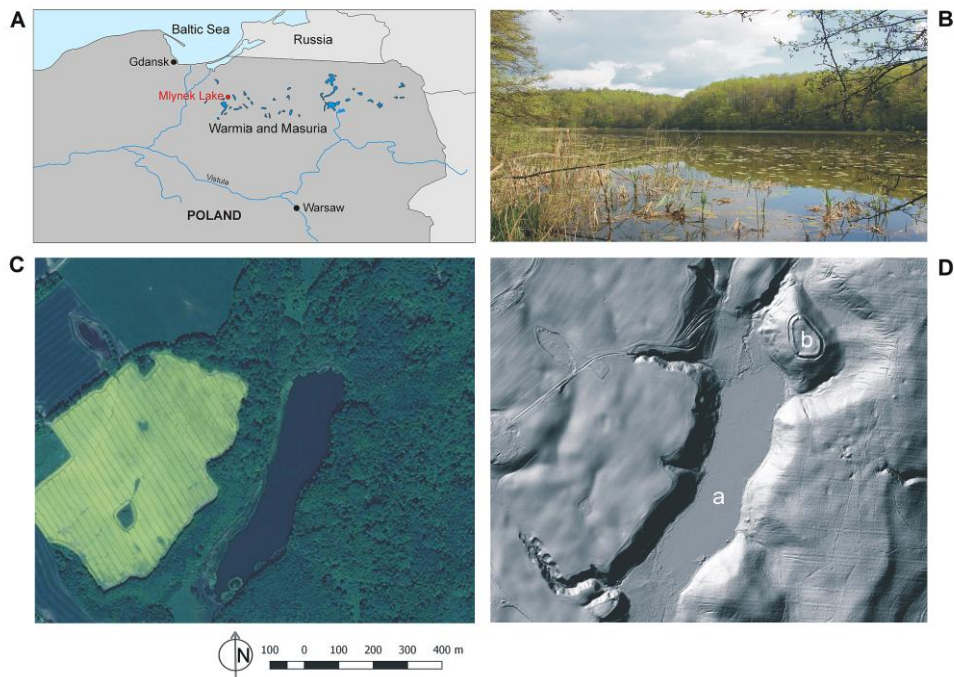 A
Baltic Sea
Russia
Gdansk
Mlynek Lake
Warmia and Masuria
Vistula
POLAND
Warsaw
B
C
D
b
a
N
100 0 100 200 300 400 m